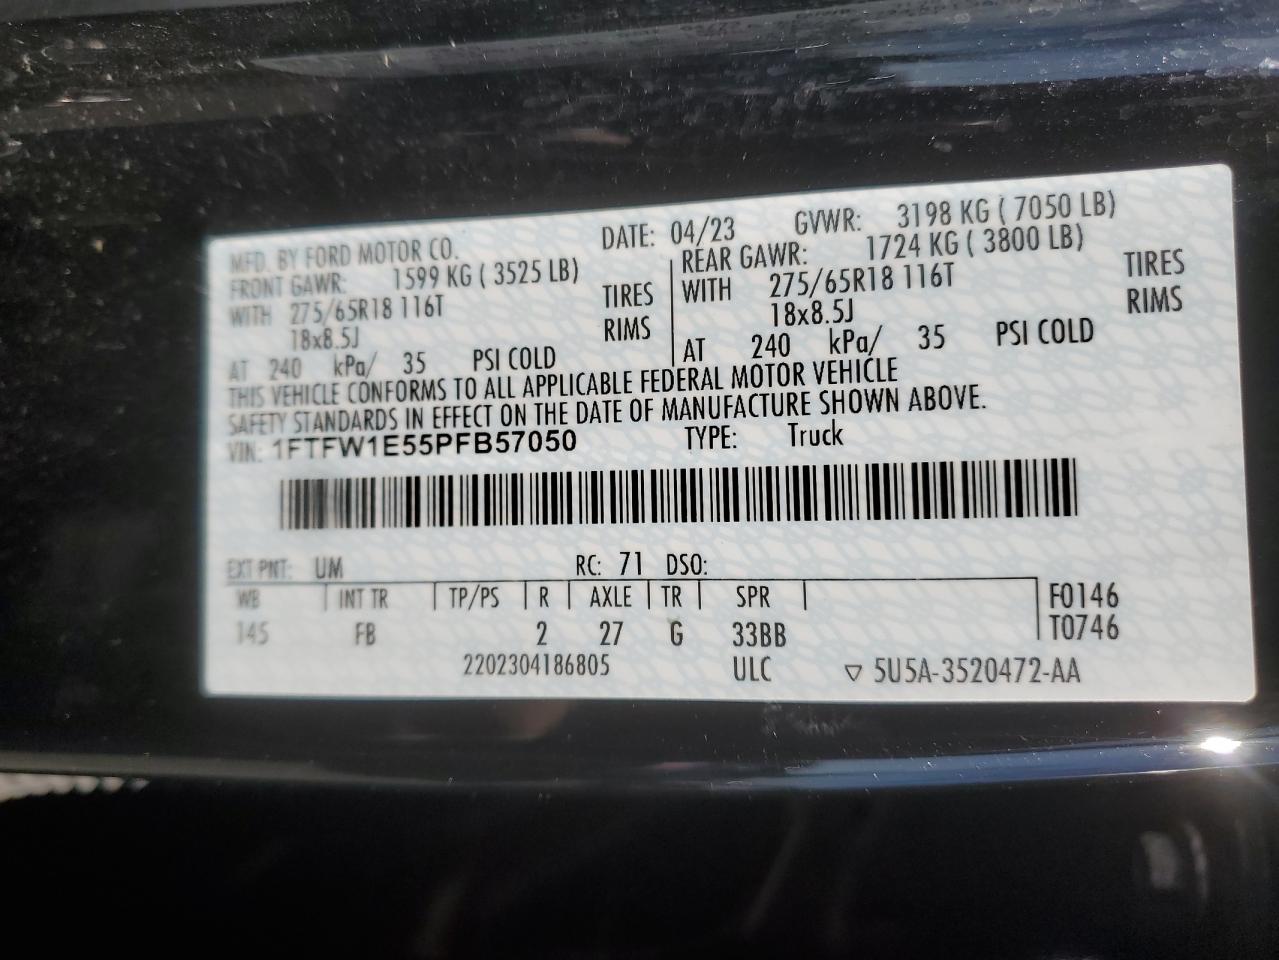 MFD. BY FORD MOTOR CO. DATE: 04/23 GVWR: 3198 KG ( 7050 LB)
FRONT GAWR: 1599 KG ( 3525 LB) REAR GAWR: 1724 KG ( 3800 LB)
WITH 275/65R18 116T TIRES WITH 275/65R18 116T TIRES
18x8.5J RIMS 18x8.5J RIMS
AT 240 kPa/ 35 PSI COLD AT 240 kPa/ 35 PSI COLD
THIS VEHICLE CONFORMS TO ALL APPLICABLE FEDERAL MOTOR VEHICLE
SAFETY STANDARDS IN EFFECT ON THE DATE OF MANUFACTURE SHOWN ABOVE.
VIN: 1FTFW1E55PFB57050 TYPE: Truck
EXT PNT: UM RC: 71 DSO:
WB INT TR TP/PS R AXLE TR SPR F0146
145 FB 2 27 G 33BB T0746
2202304186805 ULC ▽ 5U5A-3520472-AA